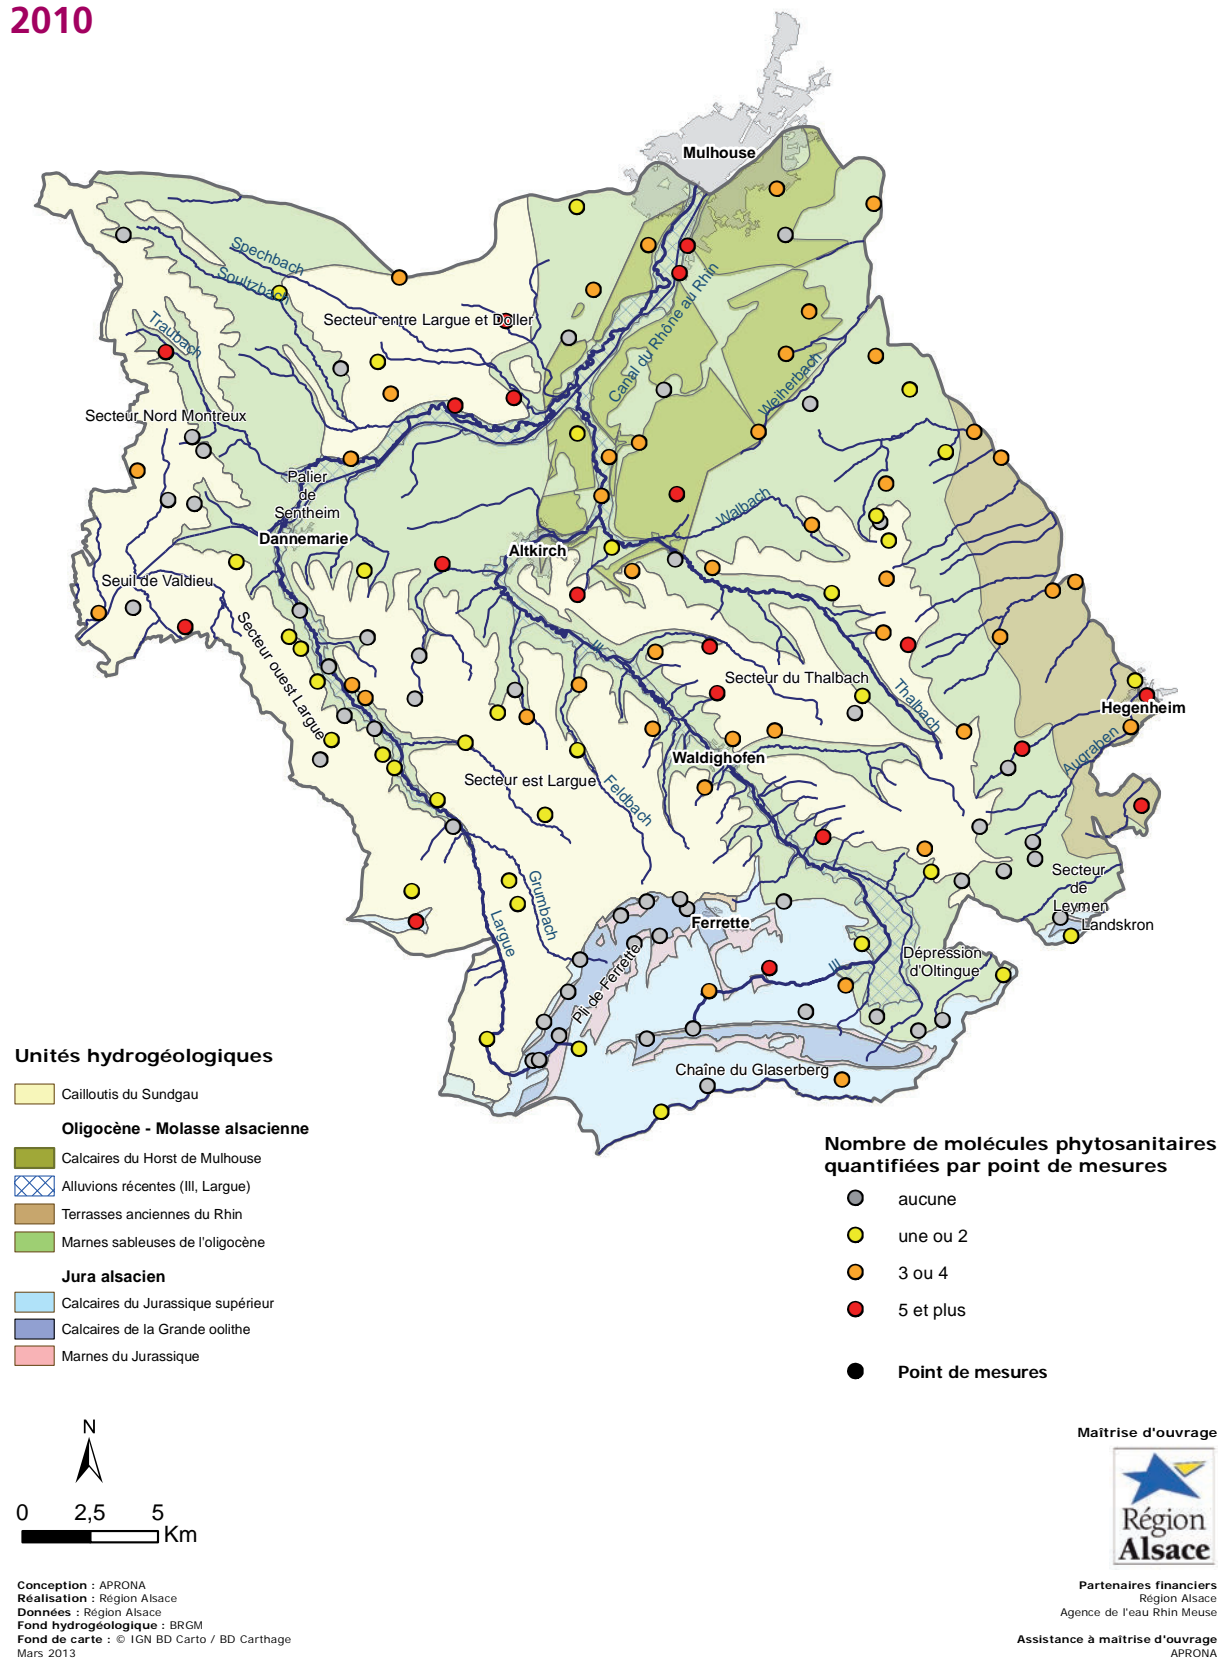 2010
Mulhouse
Spechbach
Soultzbach
Traubach
Secteur entre Largue et Doller
Canal du Rhône au Rhin
Weiherbach
Secteur Nord Montreux
Palier
de
Sentheim
Dannemarie
Altkirch
Walbach
Seuil de Valdieu
Secteur ouest Largue
Ill
Secteur du Thalbach
Thalbach
Hegenheim
Augraben
Waldighofen
Secteur est Largue
Feldbach
Secteur
de
Leymen
Landskron
Grumbach
Largue
Ferrette
Pli de Ferrette
Ill
Dépression
d'Oltingue
Chaîne du Glaserberg
Unités hydrogéologiques
Cailloutis du Sundgau
Oligocène - Molasse alsacienne
Calcaires du Horst de Mulhouse
Alluvions récentes (Ill, Largue)
Terrasses anciennes du Rhin
Marnes sableuses de l'oligocène
Jura alsacien
Calcaires du Jurassique supérieur
Calcaires de la Grande oolithe
Marnes du Jurassique
Nombre de molécules phytosanitaires
quantifiées par point de mesures
aucune
une ou 2
3 ou 4
5 et plus
Point de mesures
N
0 2,5 5
Km
Conception : APRONA
Réalisation : Région Alsace
Données : Région Alsace
Fond hydrogéologique : BRGM
Fond de carte : © IGN BD Carto / BD Carthage
Mars 2013
Maîtrise d'ouvrage
Région
Alsace
Partenaires financiers
Région Alsace
Agence de l'eau Rhin Meuse
Assistance à maîtrise d'ouvrage
APRONA